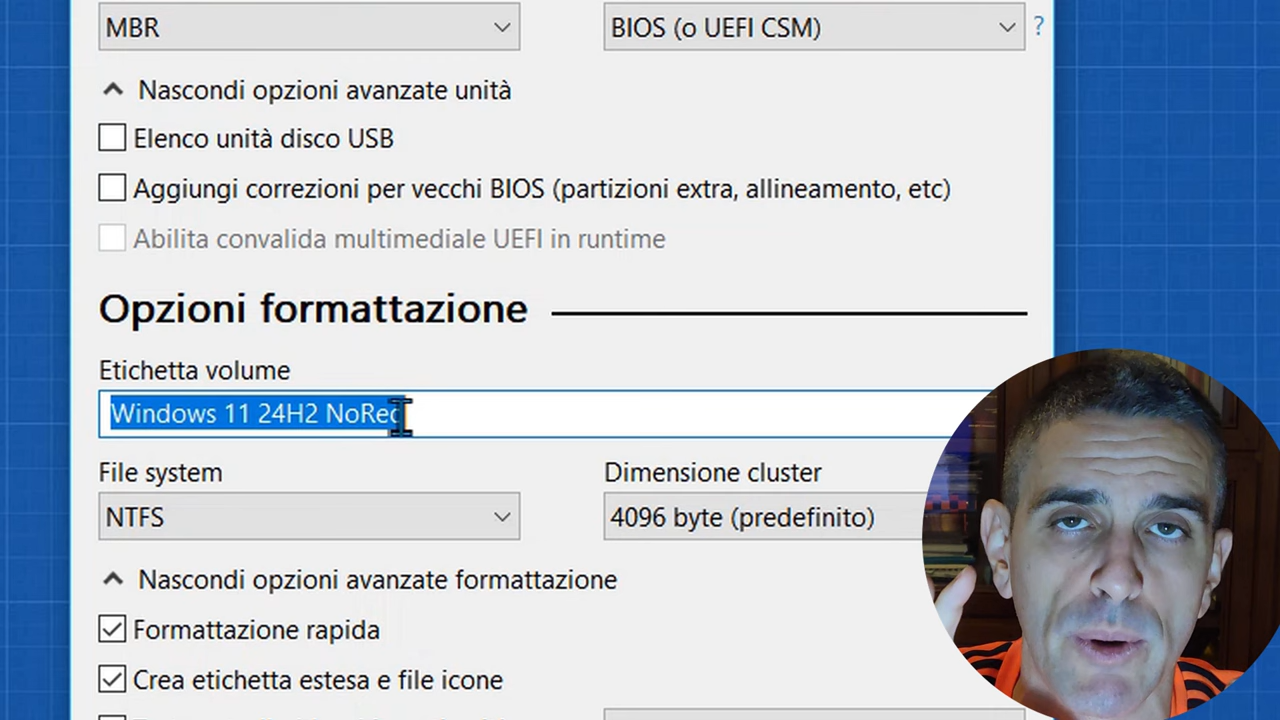 MBR
BIOS (o UEFI CSM)
?
Nascondi opzioni avanzate unità
Elenco unità disco USB
Aggiungi correzioni per vecchi BIOS (partizioni extra, allineamento, etc)
Abilita convalida multimediale UEFI in runtime
Opzioni formattazione
Etichetta volume
Windows 11 24H2 NoReq
File system
Dimensione cluster
NTFS
4096 byte (predefinito)
Nascondi opzioni avanzate formattazione
Formattazione rapida
Crea etichetta estesa e file icone